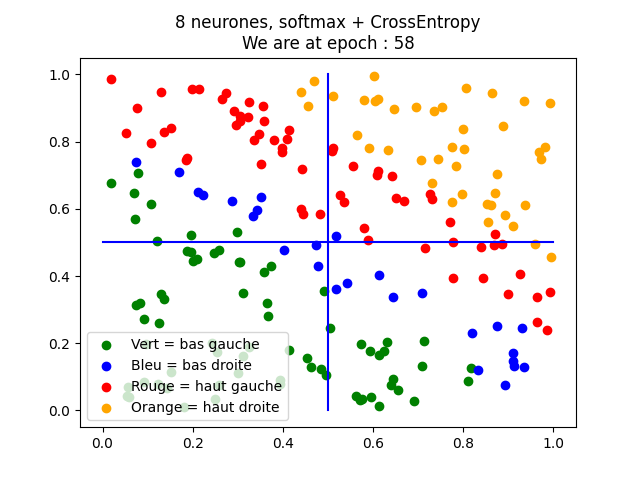 8 neurones, softmax + CrossEntropy
We are at epoch : 58
1.0
0.8
0.6
0.4
0.2
0.0
Vert = bas gauche
Bleu = bas droite
Rouge = haut gauche
Orange = haut droite
0.0 0.2 0.4 0.6 0.8 1.0